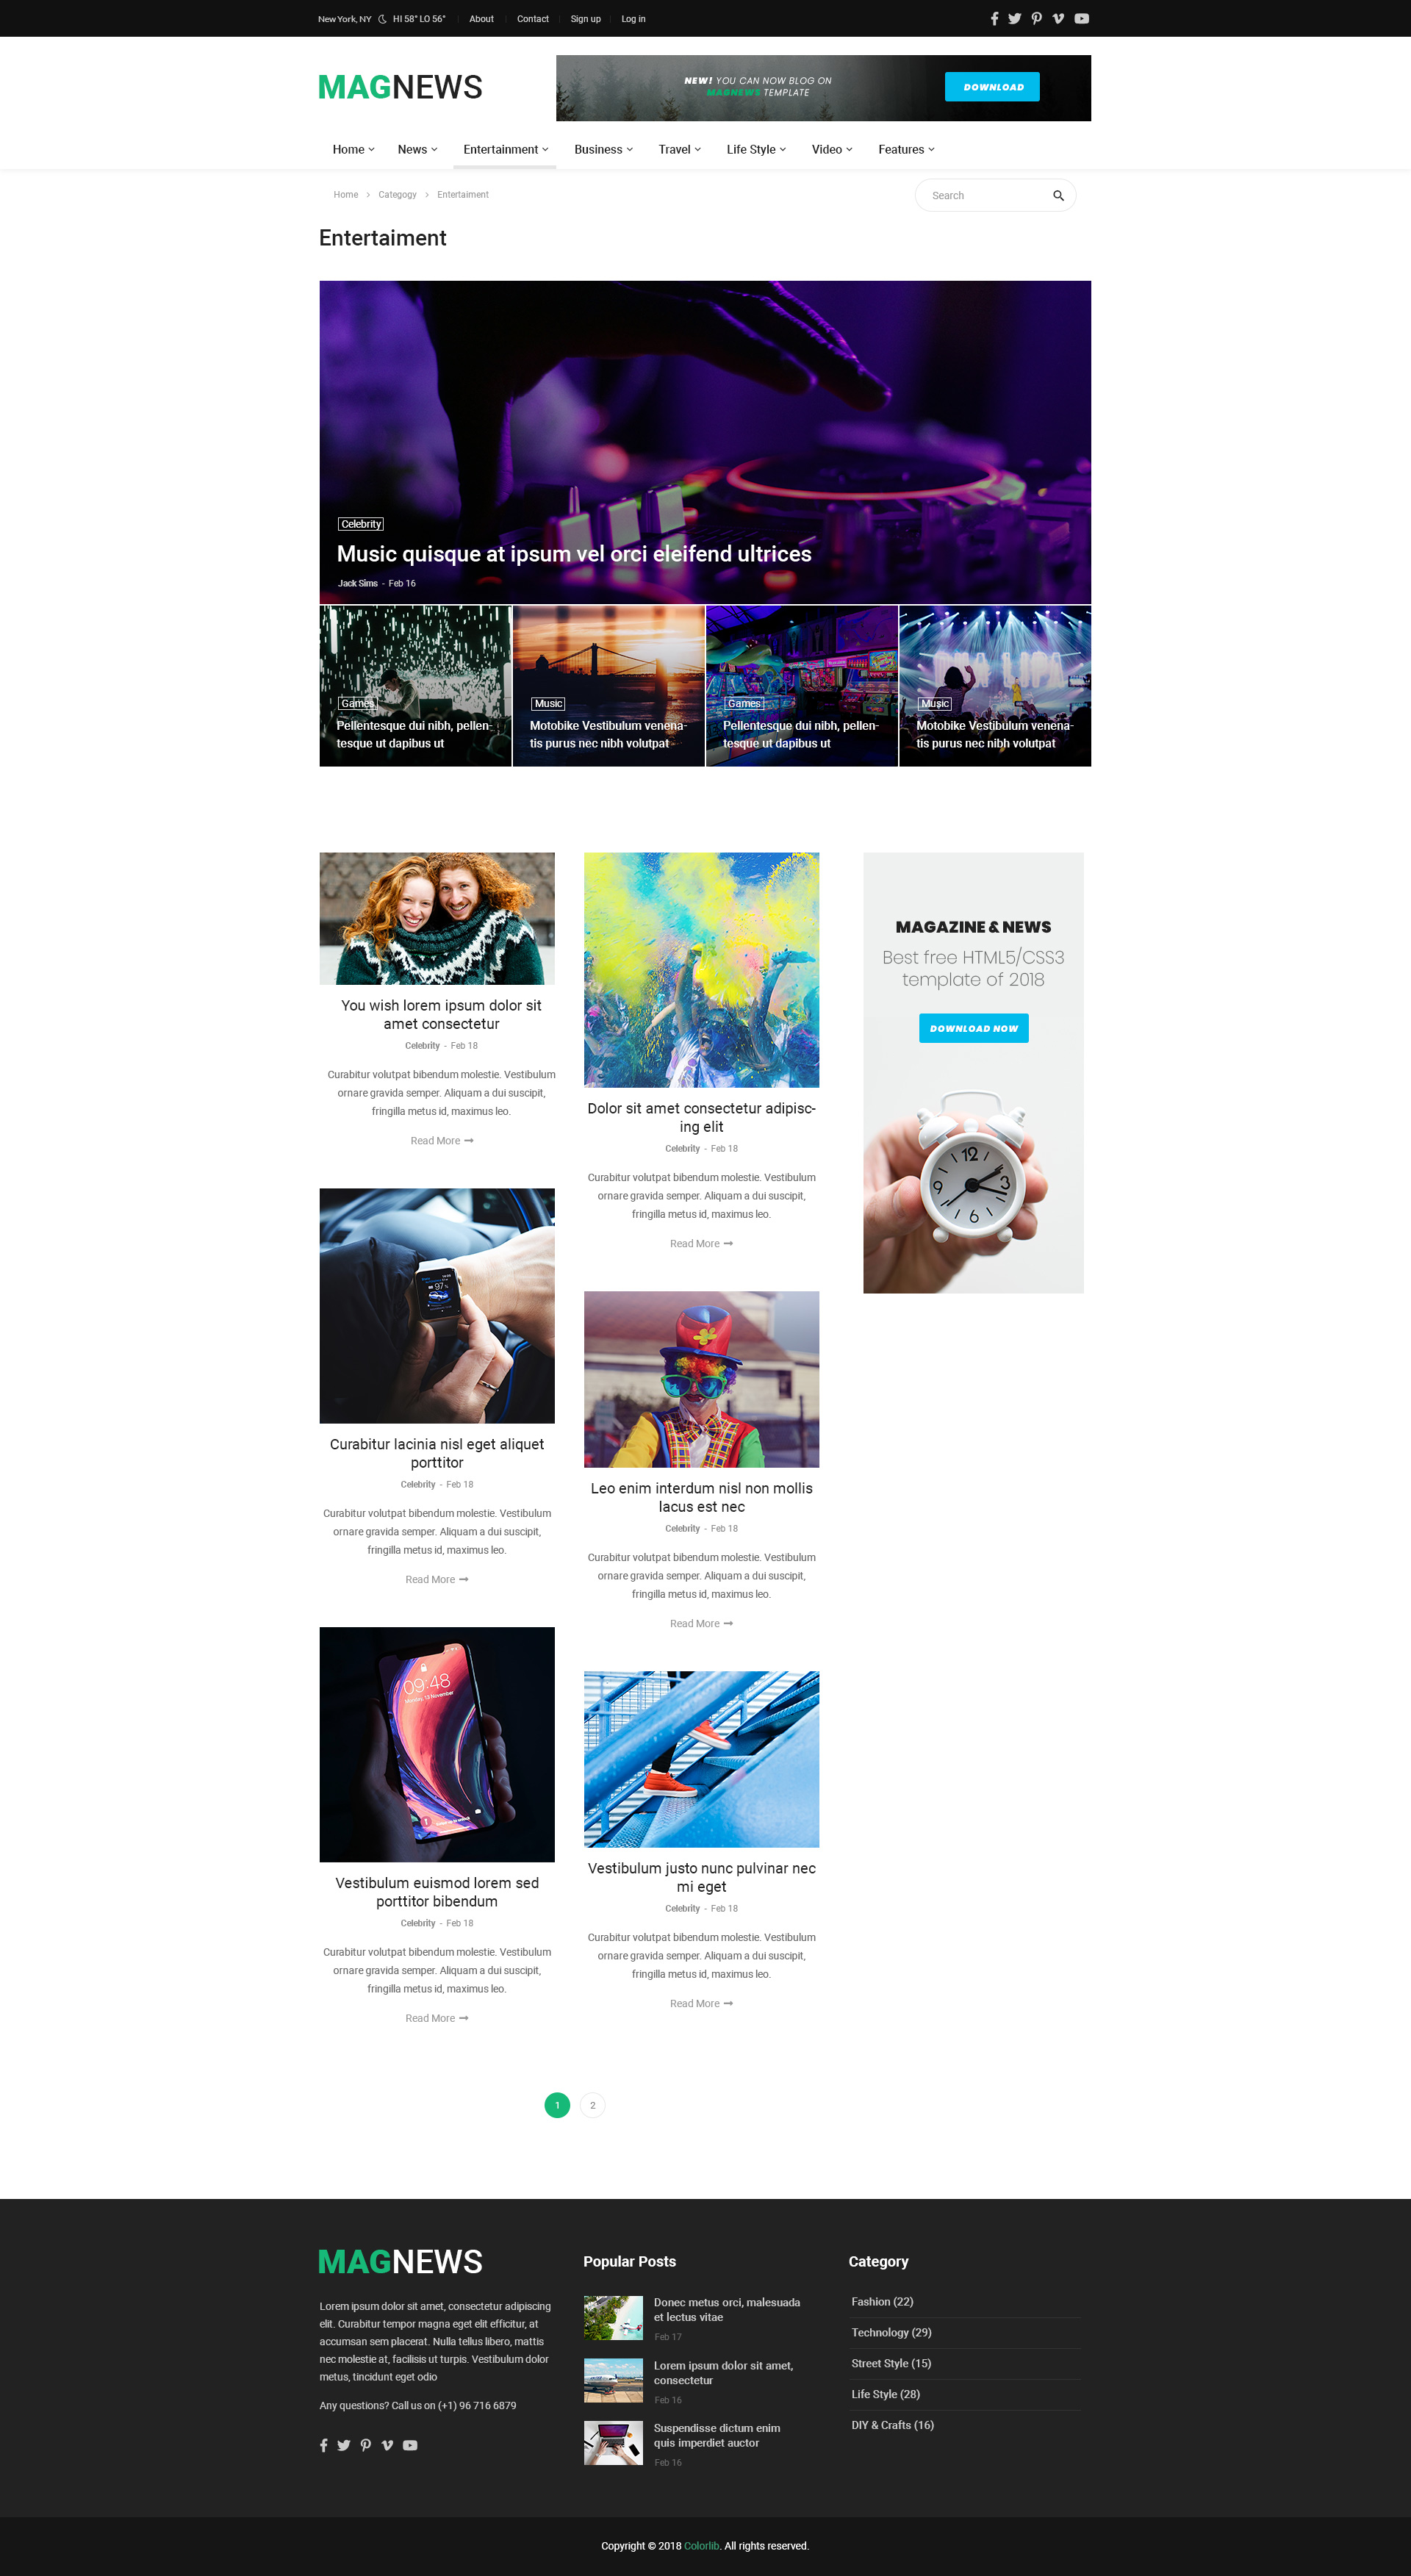 New York, NY HI 58° LO 56° About Contact Sign up Log in
MAGNEWS
NEW! YOU CAN NOW BLOG ON
MAGNEWS TEMPLATE
DOWNLOAD
Home News Entertainment Business Travel Life Style Video Features
Home > Categogy > Entertaiment
Search
Entertaiment
Celebrity
Music quisque at ipsum vel orci eleifend ultrices
Jack Sims - Feb 16
Games
Pellentesque dui nibh, pellen-
tesque ut dapibus ut
Music
Motobike Vestibulum venena-
tis purus nec nibh volutpat
Games
Pellentesque dui nibh, pellen-
tesque ut dapibus ut
Music
Motobike Vestibulum venena-
tis purus nec nibh volutpat
You wish lorem ipsum dolor sit
amet consectetur
Celebrity - Feb 18
Curabitur volutpat bibendum molestie. Vestibulum
ornare gravida semper. Aliquam a dui suscipit,
fringilla metus id, maximus leo.
Read More
97%
Curabitur lacinia nisl eget aliquet
porttitor
Celebrity - Feb 18
Curabitur volutpat bibendum molestie. Vestibulum
ornare gravida semper. Aliquam a dui suscipit,
fringilla metus id, maximus leo.
Read More
09:48
Monday, 13 November
1
Vestibulum euismod lorem sed
porttitor bibendum
Celebrity - Feb 18
Curabitur volutpat bibendum molestie. Vestibulum
ornare gravida semper. Aliquam a dui suscipit,
fringilla metus id, maximus leo.
Read More
Dolor sit amet consectetur adipisc-
ing elit
Celebrity - Feb 18
Curabitur volutpat bibendum molestie. Vestibulum
ornare gravida semper. Aliquam a dui suscipit,
fringilla metus id, maximus leo.
Read More
Leo enim interdum nisl non mollis
lacus est nec
Celebrity - Feb 18
Curabitur volutpat bibendum molestie. Vestibulum
ornare gravida semper. Aliquam a dui suscipit,
fringilla metus id, maximus leo.
Read More
Vestibulum justo nunc pulvinar nec
mi eget
Celebrity - Feb 18
Curabitur volutpat bibendum molestie. Vestibulum
ornare gravida semper. Aliquam a dui suscipit,
fringilla metus id, maximus leo.
Read More
MAGAZINE & NEWS
Best free HTML5/CSS3
template of 2018
DOWNLOAD NOW
1 2
MAGNEWS
Lorem ipsum dolor sit amet, consectetur adipiscing
elit. Curabitur tempor magna eget elit efficitur, at
accumsan sem placerat. Nulla tellus libero, mattis
nec molestie at, facilisis ut turpis. Vestibulum dolor
metus, tincidunt eget odio
Any questions? Call us on (+1) 96 716 6879
Popular Posts
Donec metus orci, malesuada
et lectus vitae
Feb 17
Lorem ipsum dolor sit amet,
consectetur
Feb 16
Suspendisse dictum enim
quis imperdiet auctor
Feb 16
Category
Fashion (22)
Technology (29)
Street Style (15)
Life Style (28)
DIY & Crafts (16)
Copyright © 2018 Colorlib. All rights reserved.